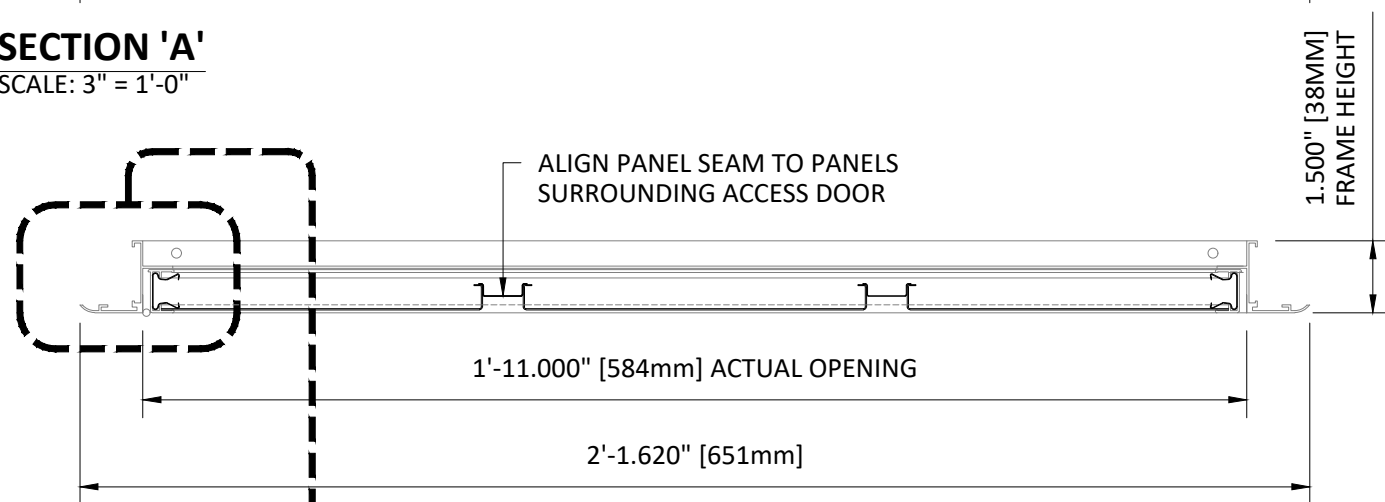 SECTION 'A'
SCALE: 3" = 1'-0"
1.500" [38MM]
FRAME HEIGHT
ALIGN PANEL SEAM TO PANELS
SURROUNDING ACCESS DOOR
1'-11.000" [584mm] ACTUAL OPENING
2'-1.620" [651mm]